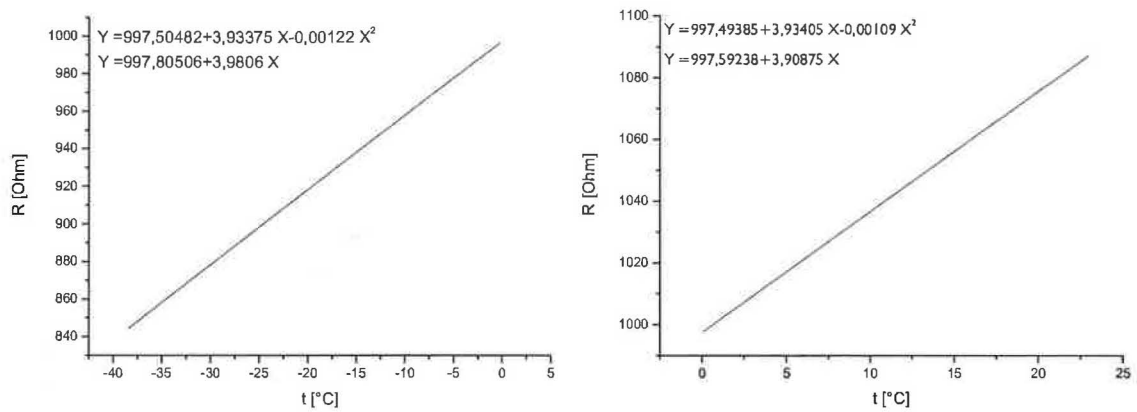 Y =997,50482+3,93375 X-0,00122 X²
Y =997,80506+3,9806 X
1000
980
960
940
920
900
880
860
840
R [Ohm]
-40 -35 -30 -25 -20 -15 -10 -5 0 5
t [°C]
Y =997,49385+3,93405 X-0,00109 X²
Y =997,59238+3,90875 X
1100
1080
1060
1040
1020
1000
R [Ohm]
0 5 10 15 20 25
t [°C]